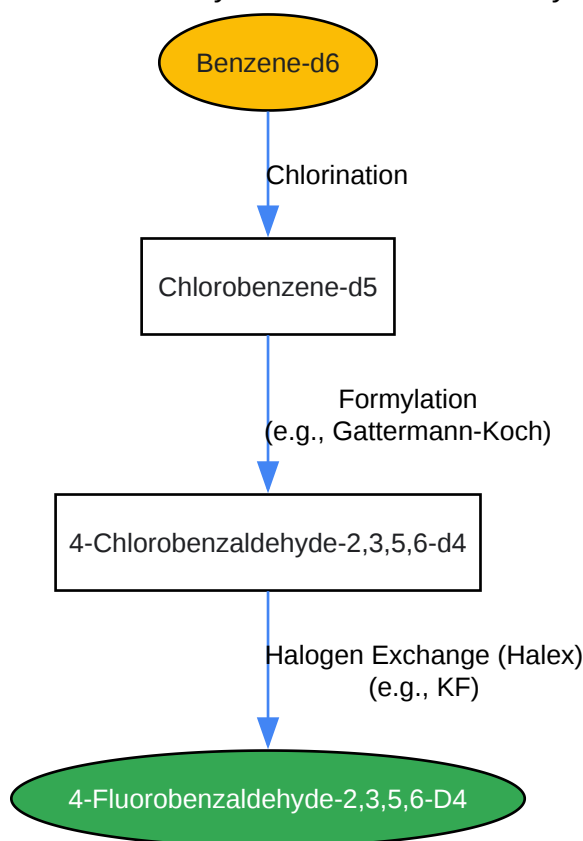 Benzene-d6
Chlorination
Chlorobenzene-d5
Formylation
(e.g., Gattermann-Koch)
4-Chlorobenzaldehyde-2,3,5,6-d4
Halogen Exchange (Halex)
(e.g., KF)
4-Fluorobenzaldehyde-2,3,5,6-D4